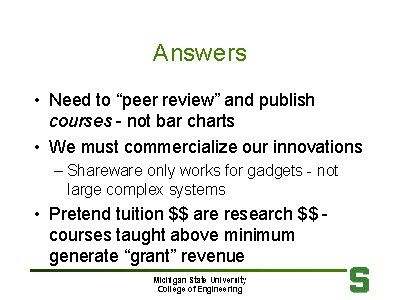 Answers
• Need to “peer review” and publish
courses - not bar charts
• We must commercialize our innovations
– Shareware only works for gadgets - not
large complex systems
• Pretend tuition $$ are research $$ -
courses taught above minimum
generate “grant” revenue
Michigan State University
College of Engineering
S